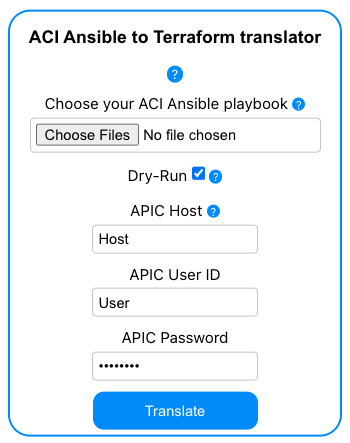 ACI Ansible to Terraform translator
?
Choose your ACI Ansible playbook ?
Choose Files No file chosen
Dry-Run ?
APIC Host ?
Host
APIC User ID
User
APIC Password
••••••••
Translate